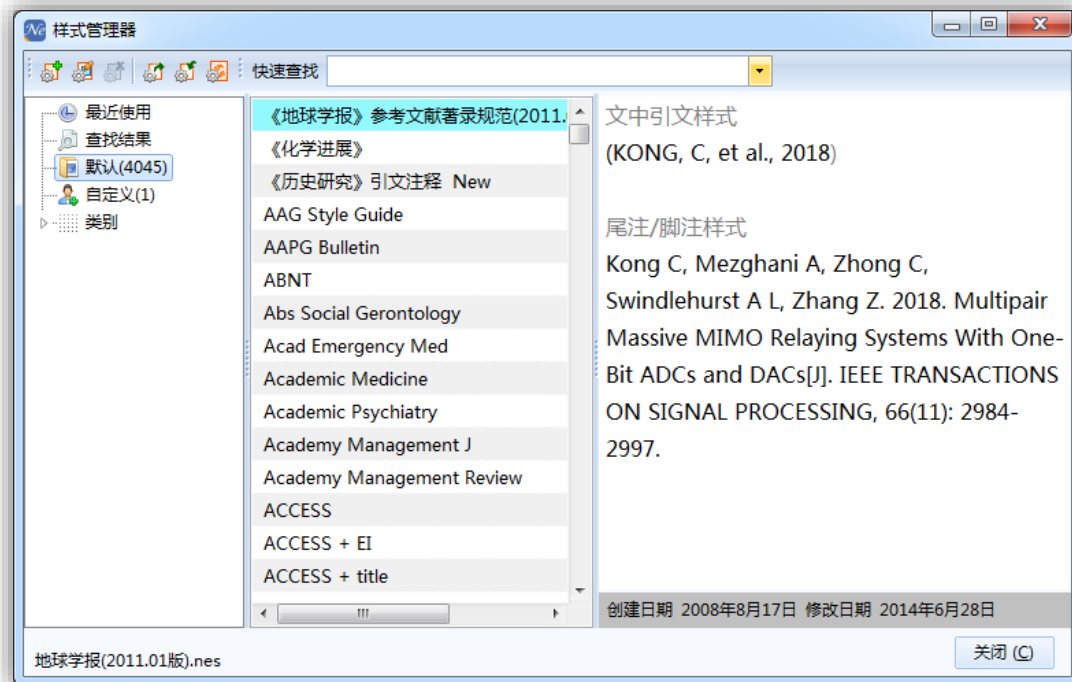 Ne 样式管理器
快速查找
最近使用
查找结果
默认(4045)
自定义(1)
类别
《地球学报》参考文献著录规范(2011.
《化学进展》
《历史研究》引文注释 New
AAG Style Guide
AAPG Bulletin
ABNT
Abs Social Gerontology
Acad Emergency Med
Academic Medicine
Academic Psychiatry
Academy Management J
Academy Management Review
ACCESS
ACCESS + EI
ACCESS + title
文中引文样式
(KONG, C, et al., 2018)
尾注/脚注样式
Kong C, Mezghani A, Zhong C,
Swindlehurst A L, Zhang Z. 2018. Multipair
Massive MIMO Relaying Systems With One-
Bit ADCs and DACs[J]. IEEE TRANSACTIONS
ON SIGNAL PROCESSING, 66(11): 2984-
2997.
创建日期 2008年8月17日 修改日期 2014年6月28日
地球学报(2011.01版).nes
关闭 (C)